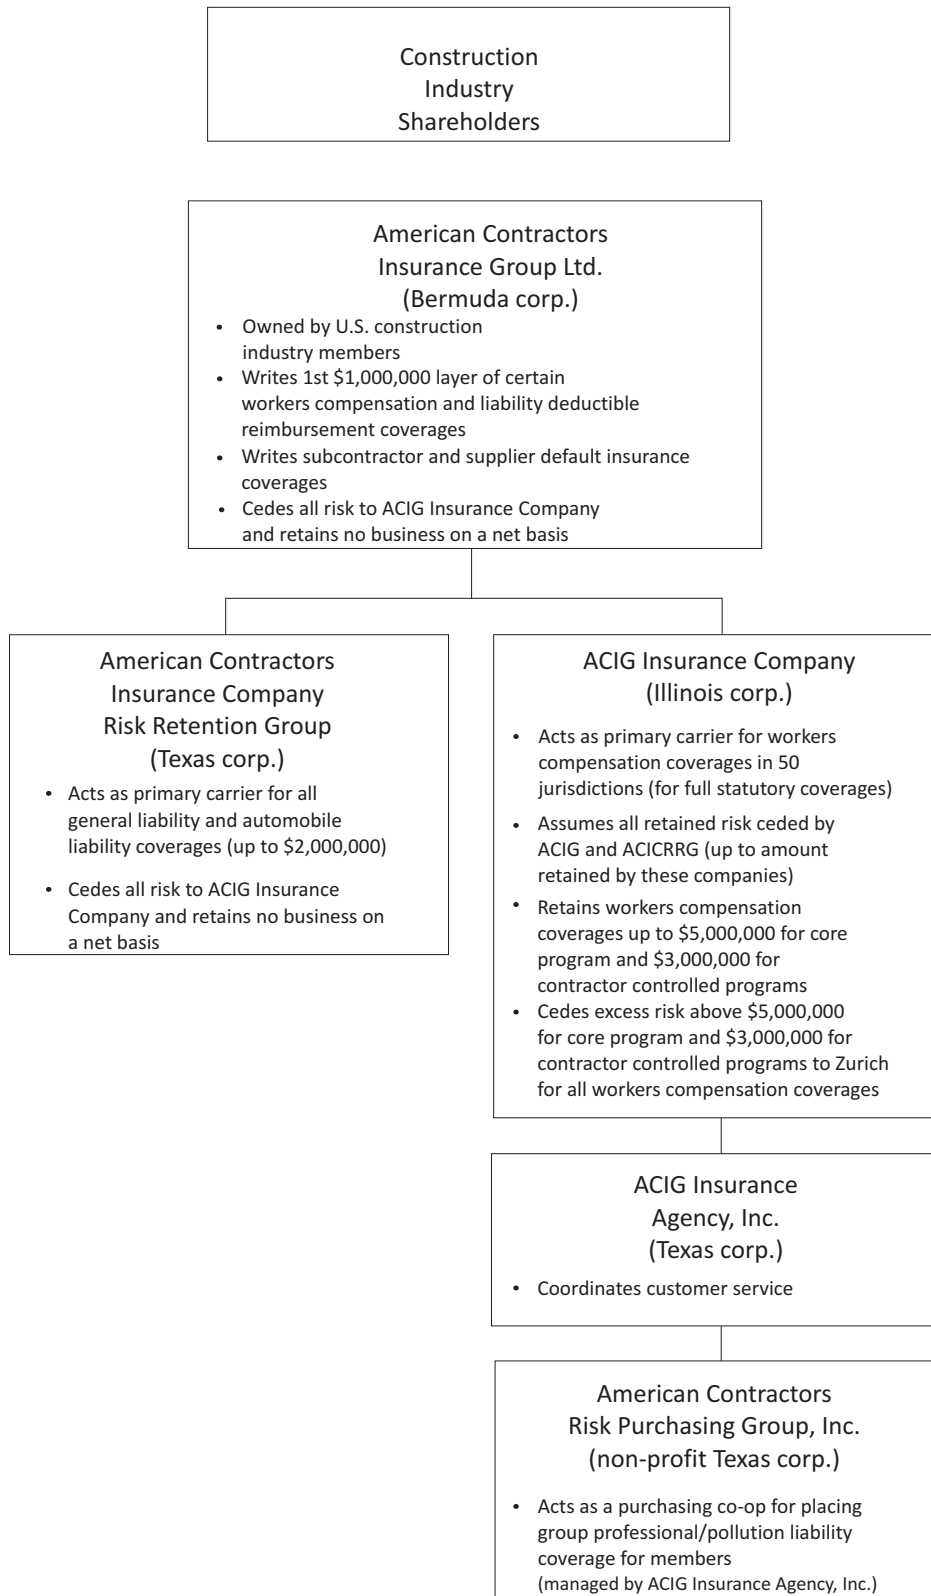 Construction
Industry
Shareholders
American Contractors
Insurance Group Ltd.
(Bermuda corp.)
• Owned by U.S. construction
industry members
• Writes 1st $1,000,000 layer of certain
workers compensation and liability deductible
reimbursement coverages
• Writes subcontractor and supplier default insurance
coverages
• Cedes all risk to ACIG Insurance Company
and retains no business on a net basis
American Contractors
Insurance Company
Risk Retention Group
(Texas corp.)
• Acts as primary carrier for all
general liability and automobile
liability coverages (up to $2,000,000)
• Cedes all risk to ACIG Insurance
Company and retains no business on
a net basis
ACIG Insurance Company
(Illinois corp.)
• Acts as primary carrier for workers
compensation coverages in 50
jurisdictions (for full statutory coverages)
• Assumes all retained risk ceded by
ACIG and ACICRRG (up to amount
retained by these companies)
• Retains workers compensation
coverages up to $5,000,000 for core
program and $3,000,000 for
contractor controlled programs
• Cedes excess risk above $5,000,000
for core program and $3,000,000 for
contractor controlled programs to Zurich
for all workers compensation coverages
ACIG Insurance
Agency, Inc.
(Texas corp.)
• Coordinates customer service
American Contractors
Risk Purchasing Group, Inc.
(non-profit Texas corp.)
• Acts as a purchasing co-op for placing
group professional/pollution liability
coverage for members
(managed by ACIG Insurance Agency, Inc.)